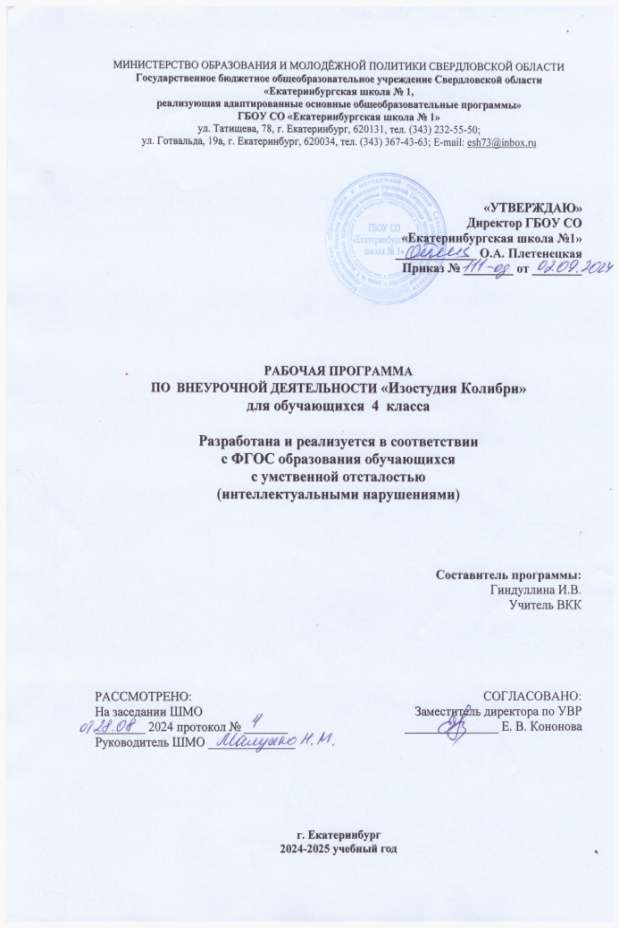 МИНИСТЕРСТВО ОБРАЗОВАНИЯ И МОЛОДЁЖНОЙ ПОЛИТИКИ СВЕРДЛОВСКОЙ ОБЛАСТИ
Государственное бюджетное общеобразовательное учреждение Свердловской области
«Екатеринбургская школа № 1,
реализующая адаптированные основные общеобразовательные программы»
ГБОУ СО «Екатеринбургская школа № 1»
ул. Татищева, 78, г. Екатеринбург, 620131, тел. (343) 232-55-50;
ул. Готвальда, 19а, г. Екатеринбург, 620034, тел. (343) 367-43-63; E-mail: esh73@inbox.ru
«УТВЕРЖДАЮ»
Директор ГБОУ СО
«Екатеринбургская школа №1»
О.А. Плетенецкая
Приказ № 111-од от 02.09.2024
ГБОУ СО
«Екатеринбургская
школа № 1»
РАБОЧАЯ ПРОГРАММА
ПО ВНЕУРОЧНОЙ ДЕЯТЕЛЬНОСТИ «Изостудия Колибри»
для обучающихся 4 класса
Разработана и реализуется в соответствии
с ФГОС образования обучающихся
с умственной отсталостью
(интеллектуальными нарушениями)
Составитель программы:
Гиндуллина И.В.
Учитель ВКК
РАССМОТРЕНО:
На заседании ШМО
от 28.08 2024 протокол №
Руководитель ШМО Н.М.
СОГЛАСОВАНО:
Заместитель директора по УВР
Е. В. Кононова
г. Екатеринбург
2024-2025 учебный год